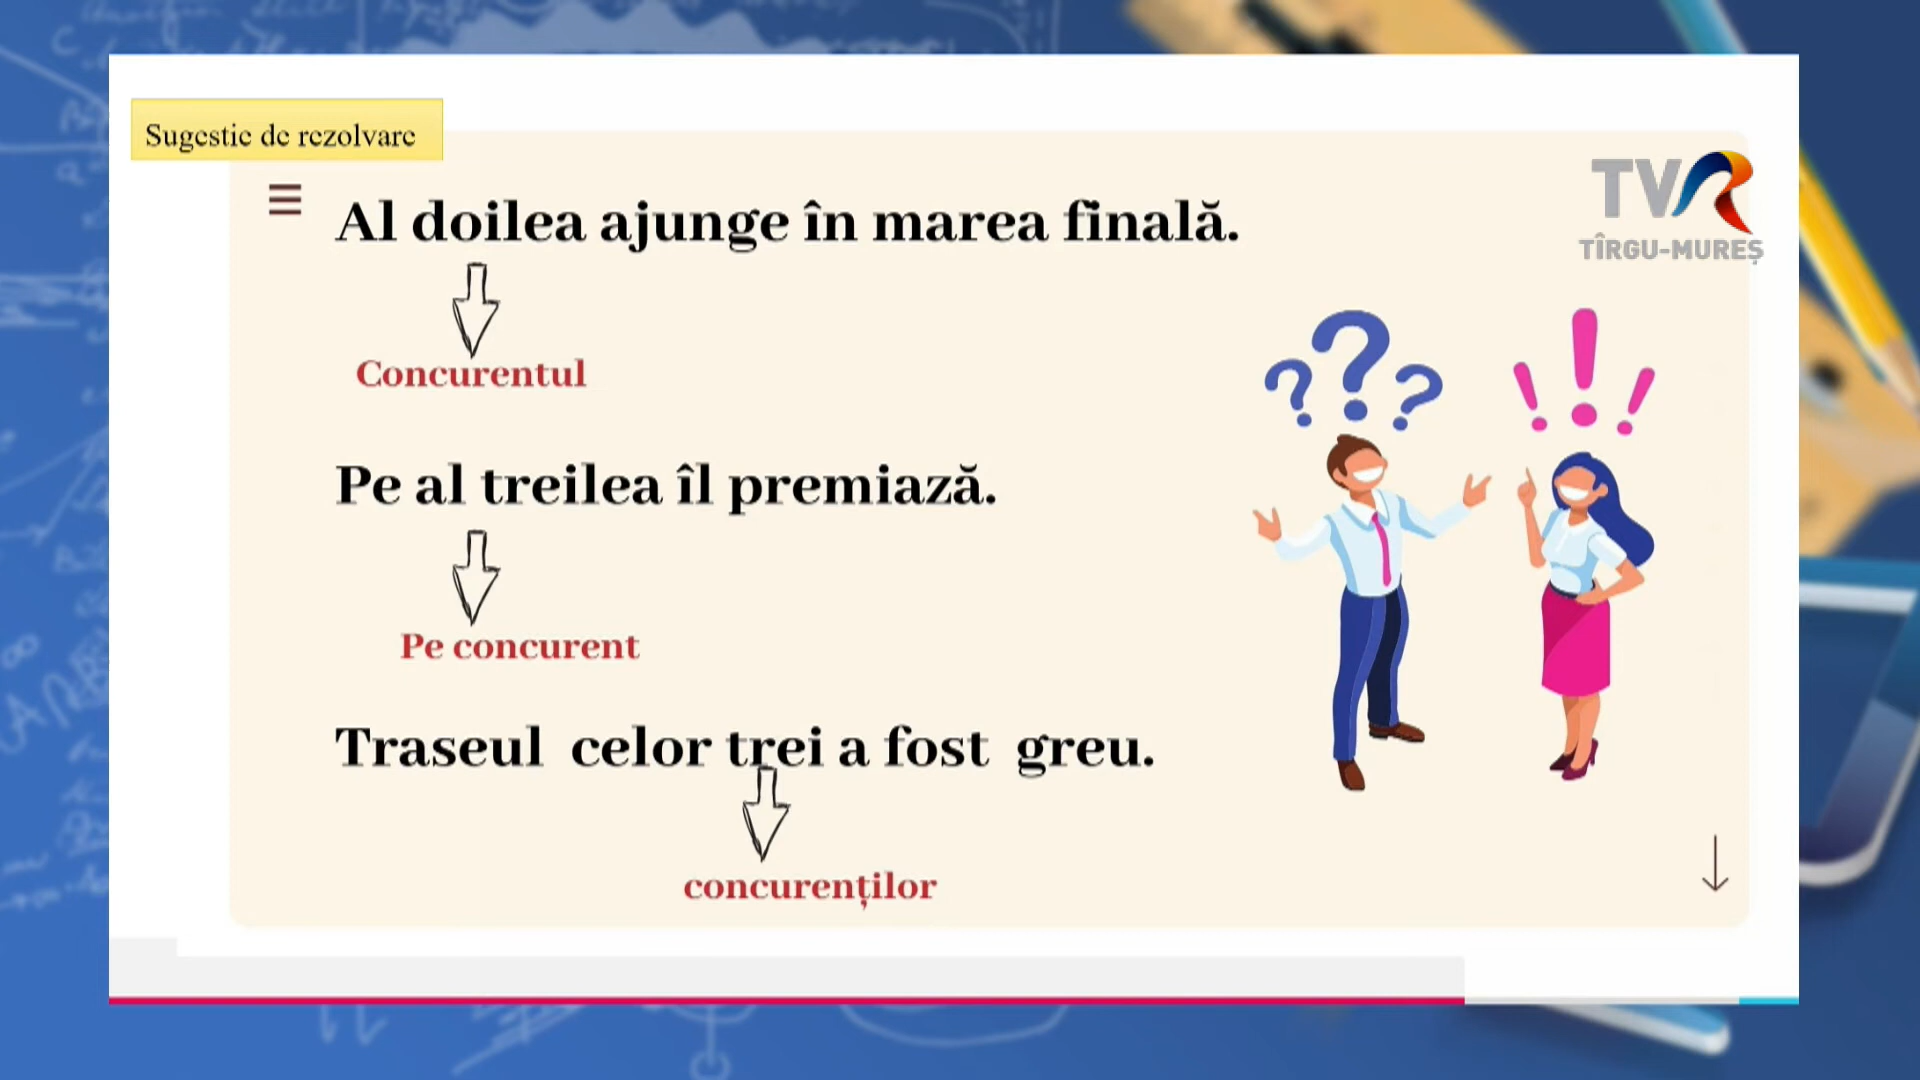 Sugestie de rezolvare
Al doilea ajunge în marea finală.
TVR
TÎRGU-MUREȘ
Concurentul
Pe al treilea îl premiază.
Pe concurent
Traseul celor trei a fost greu.
concurenților